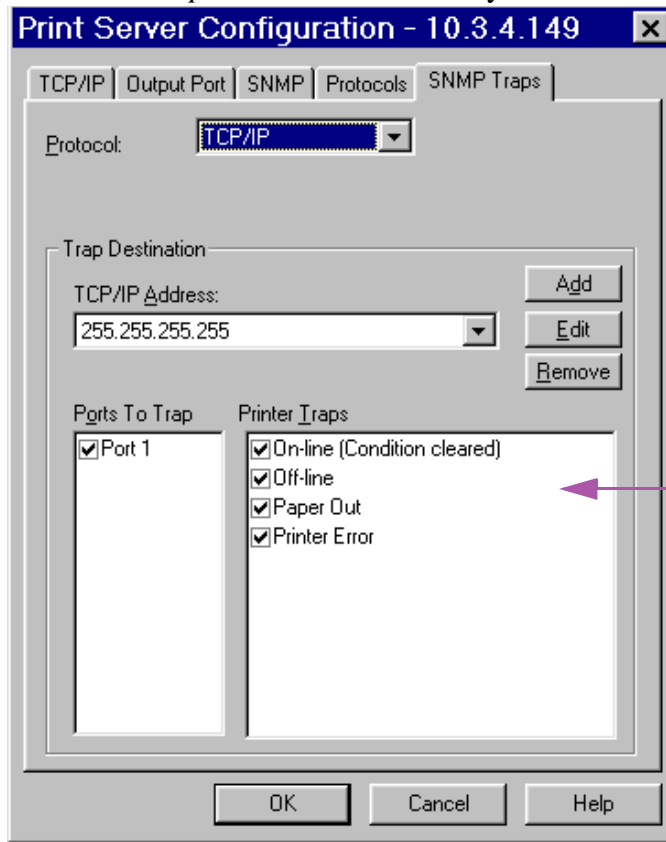 Print Server Configuration - 10.3.4.149
TCP/IP Output Port SNMP Protocols SNMP Traps
Protocol: TCP/IP
Trap Destination
TCP/IP Address:
Add
255.255.255.255
Edit
Remove
Ports To Trap Printer Traps
Port 1
On-line (Condition cleared)
Off-line
Paper Out
Printer Error
OK Cancel Help